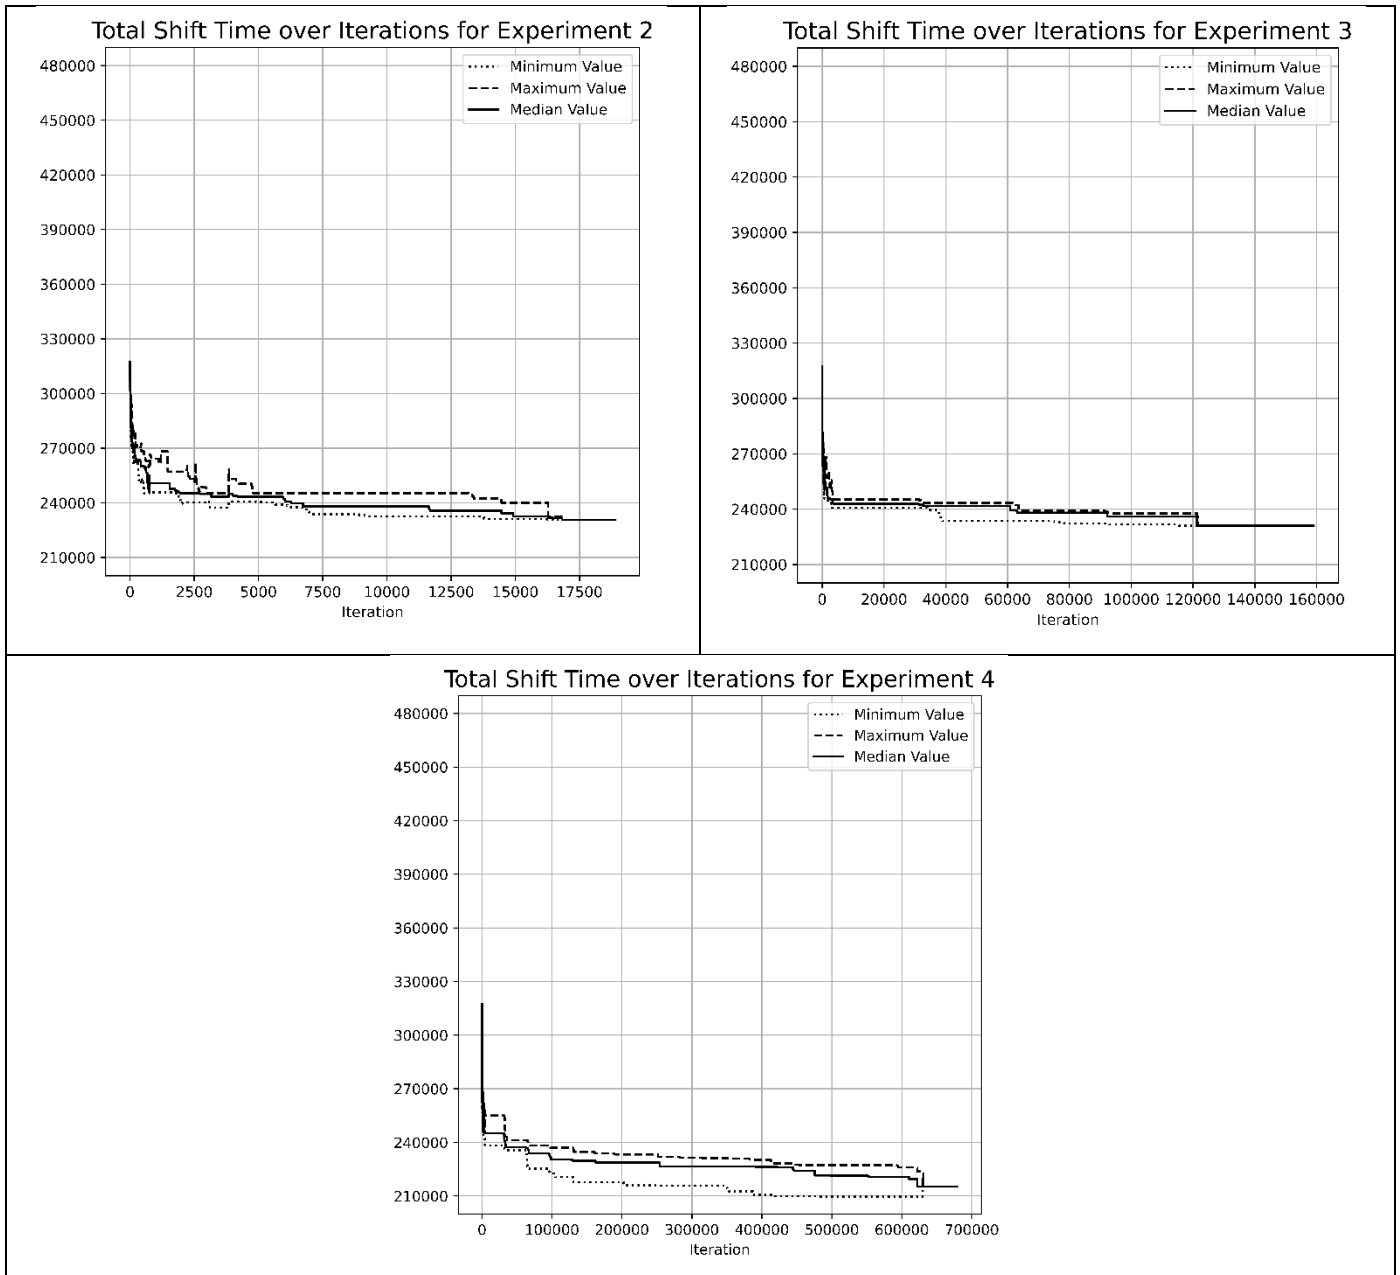 Total Shift Time over Iterations for Experiment 2
Minimum Value
Maximum Value
Median Value
480000
450000
420000
390000
360000
330000
300000
270000
240000
210000
0 2500 5000 7500 10000 12500 15000 17500
Iteration
Total Shift Time over Iterations for Experiment 3
Minimum Value
Maximum Value
Median Value
480000
450000
420000
390000
360000
330000
300000
270000
240000
210000
0 20000 40000 60000 80000 100000 120000 140000 160000
Iteration
Total Shift Time over Iterations for Experiment 4
Minimum Value
Maximum Value
Median Value
480000
450000
420000
390000
360000
330000
300000
270000
240000
210000
0 100000 200000 300000 400000 500000 600000 700000
Iteration